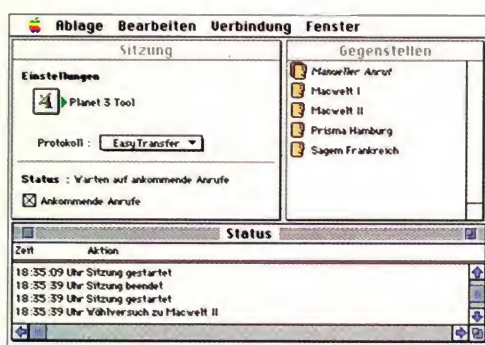 Ablage Bearbeiten Verbindung Fenster
Sitzung
Einstellungen
Planet 3 Tool
Protokoll : EasyTransfer
Status : Warten auf ankommende Anrufe
Ankommende Anrufe
Gegenstellen
Manueller Anruf
Macwelt I
Macwelt II
Prisma Hamburg
Sagem Frankreich
Status
Zeit Aktion
18:35:09 Uhr Sitzung gestartet
18:35:39 Uhr Sitzung beendet
18:35:39 Uhr Sitzung gestartet
18:35:39 Uhr Wählversuch zu Macwelt II